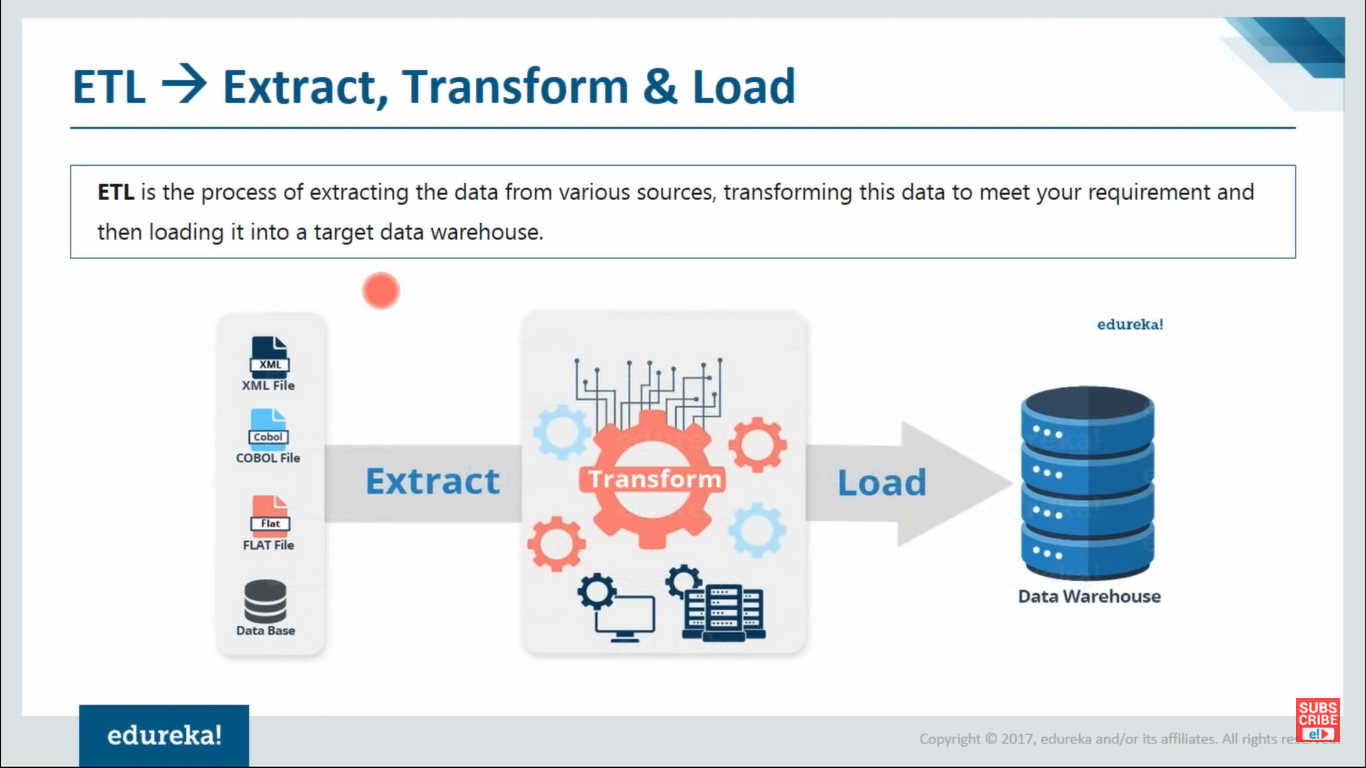 ETL → Extract, Transform & Load
ETL is the process of extracting the data from various sources, transforming this data to meet your requirement and
then loading it into a target data warehouse.
edureka!
XML
XML File
Cobol
COBOL File
Flat
FLAT File
Data Base
Extract
Transform
Load
Data Warehouse
edureka!
Copyright © 2017, edureka and/or its affiliates. All rights
SUBS
CRIBE
e!